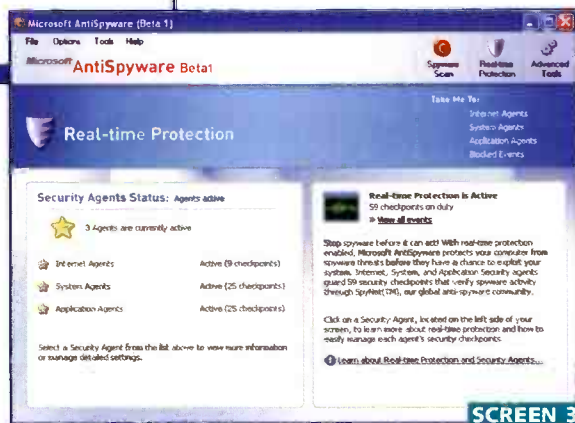 Microsoft AntiSpyware (Beta 1)
File Options Tools Help
Microsoft AntiSpyware Beta1
Spyware Scan
Real-time Protection
Advanced Tools
Take Me To:
Internet Agents
System Agents
Application Agents
Blocked Events
Real-time Protection
Security Agents Status: Agents active
3 Agents are currently active
Internet Agents Active (9 checkpoints)
System Agents Active (25 checkpoints)
Application Agents Active (25 checkpoints)
Select a Security Agent from the list above to view more information
or manage detailed settings.
Real-time Protection is Active
59 checkpoints on duty
» View all events
Stop spyware before it can act! With real-time protection
enabled, Microsoft AntiSpyware protects your computer from
spyware threats before they have a chance to exploit your
system. Internet, System, and Application Security agents
guard 59 security checkpoints that verify spyware activity
through SpyNet(TM), our global anti-spyware community.
Click on a Security Agent, located on the left side of your
screen, to learn more about real-time protection and how to
easily manage each agent's security checkpoints
Learn about Real-time Protection and Security Agents...
SCREEN 3